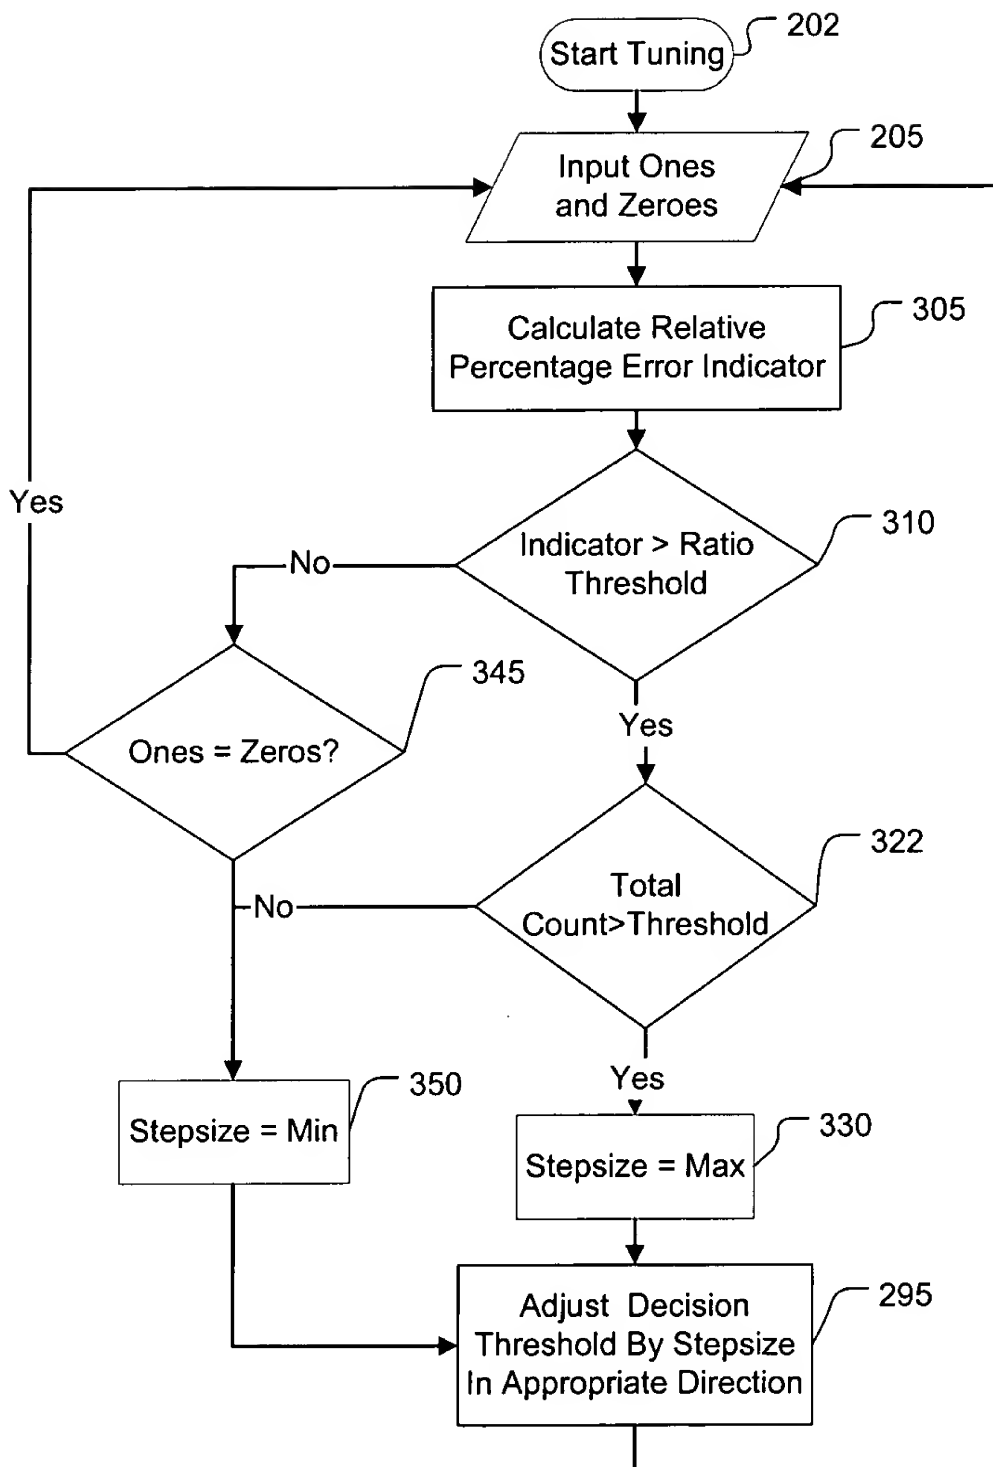 Start Tuning
202
Input Ones
and Zeroes
205
Calculate Relative
Percentage Error Indicator
305
Yes
Indicator > Ratio
Threshold
310
No
Ones = Zeros?
345
Yes
Total
Count>Threshold
322
No
Yes
Stepsize = Min
350
Stepsize = Max
330
Adjust Decision
Threshold By Stepsize
In Appropriate Direction
295